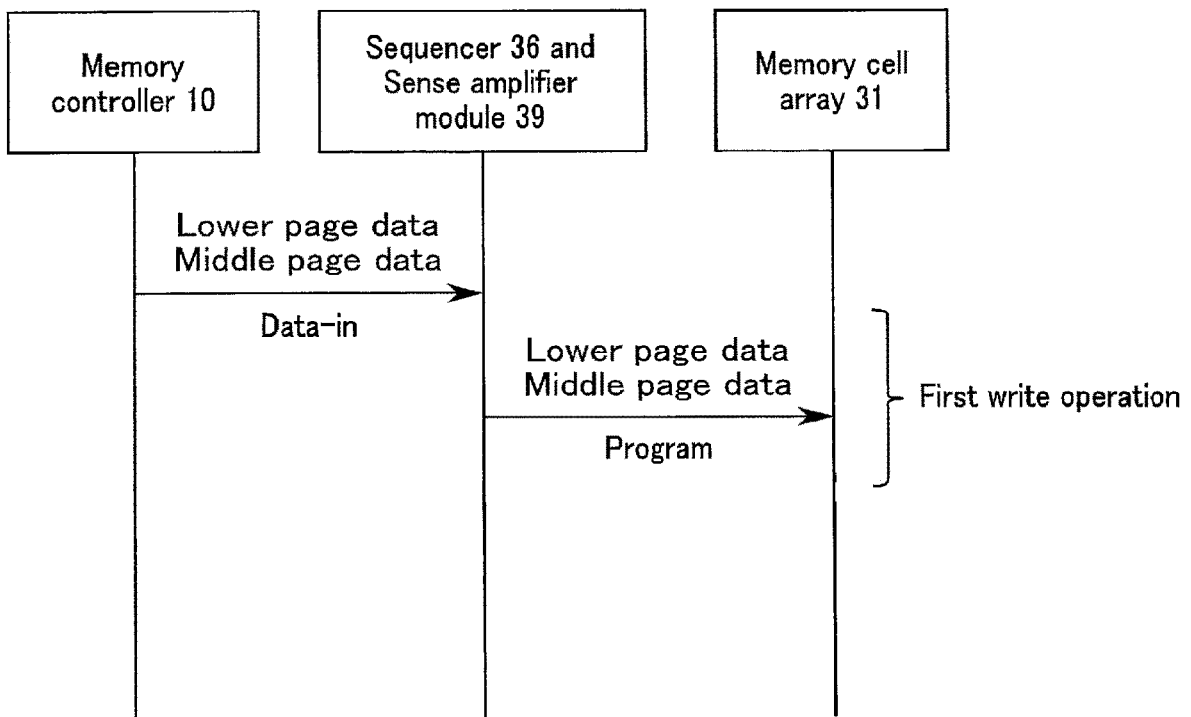 Memory
controller 10
Sequencer 36 and
Sense amplifier
module 39
Memory cell
array 31
Lower page data
Middle page data
Data-in
Lower page data
Middle page data
Program
First write operation